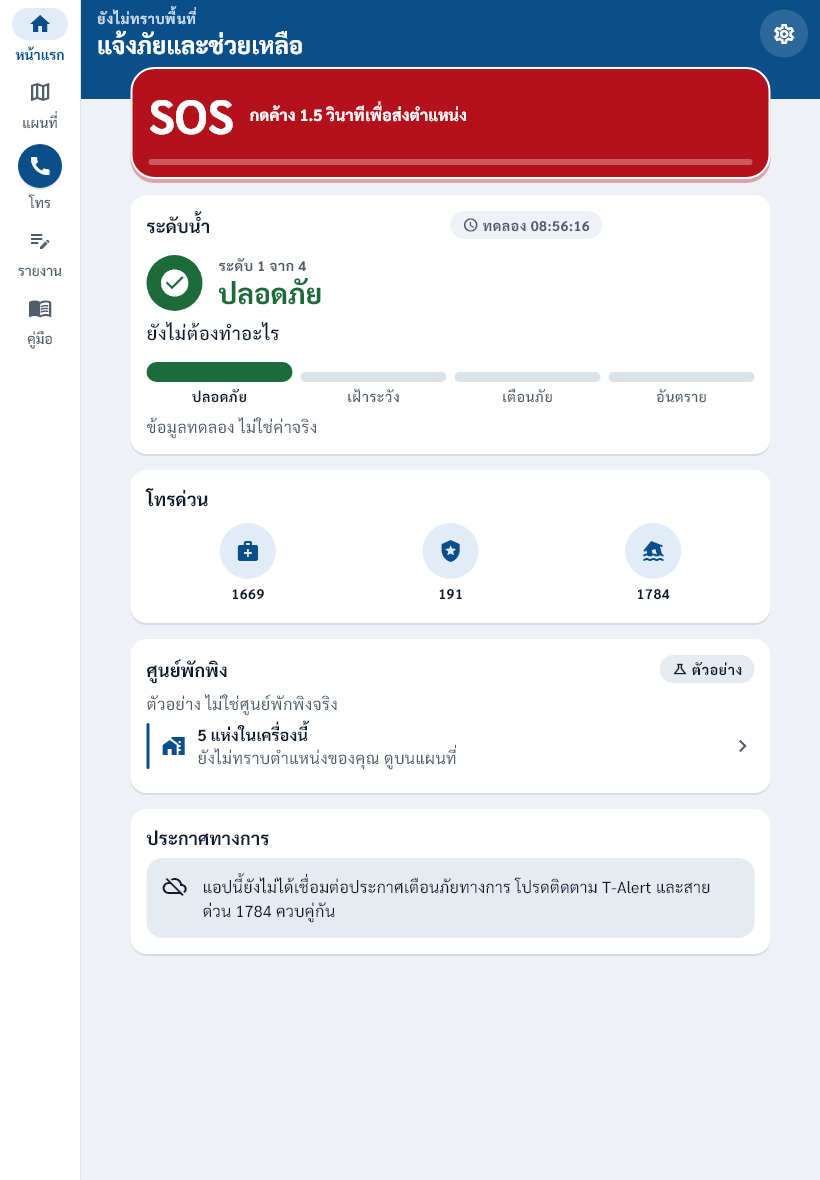 หน้าแรก
แผนที่
โทร
รายงาน
คู่มือ
ยังไม่ทราบพื้นที่
แจ้งภัยและช่วยเหลือ
SOS
กดค้าง 1.5 วินาทีเพื่อส่งตำแหน่ง
ระดับน้ำ
ทดลอง 08:56:16
ระดับ 1 จาก 4
ปลอดภัย
ยังไม่ต้องทำอะไร
ปลอดภัย
เฝ้าระวัง
เตือนภัย
อันตราย
ข้อมูลทดลอง ไม่ใช่ค่าจริง
โทรด่วน
1669
191
1784
ศูนย์พักพิง
ตัวอย่าง
ตัวอย่าง ไม่ใช่ศูนย์พักพิงจริง
5 แห่งในเครื่องนี้
ยังไม่ทราบตำแหน่งของคุณ ดูบนแผนที่
ประกาศทางการ
แอปนี้ยังไม่ได้เชื่อมต่อประกาศเตือนภัยทางการ โปรดติดตาม T-Alert และสาย
ด่วน 1784 ควบคู่กัน